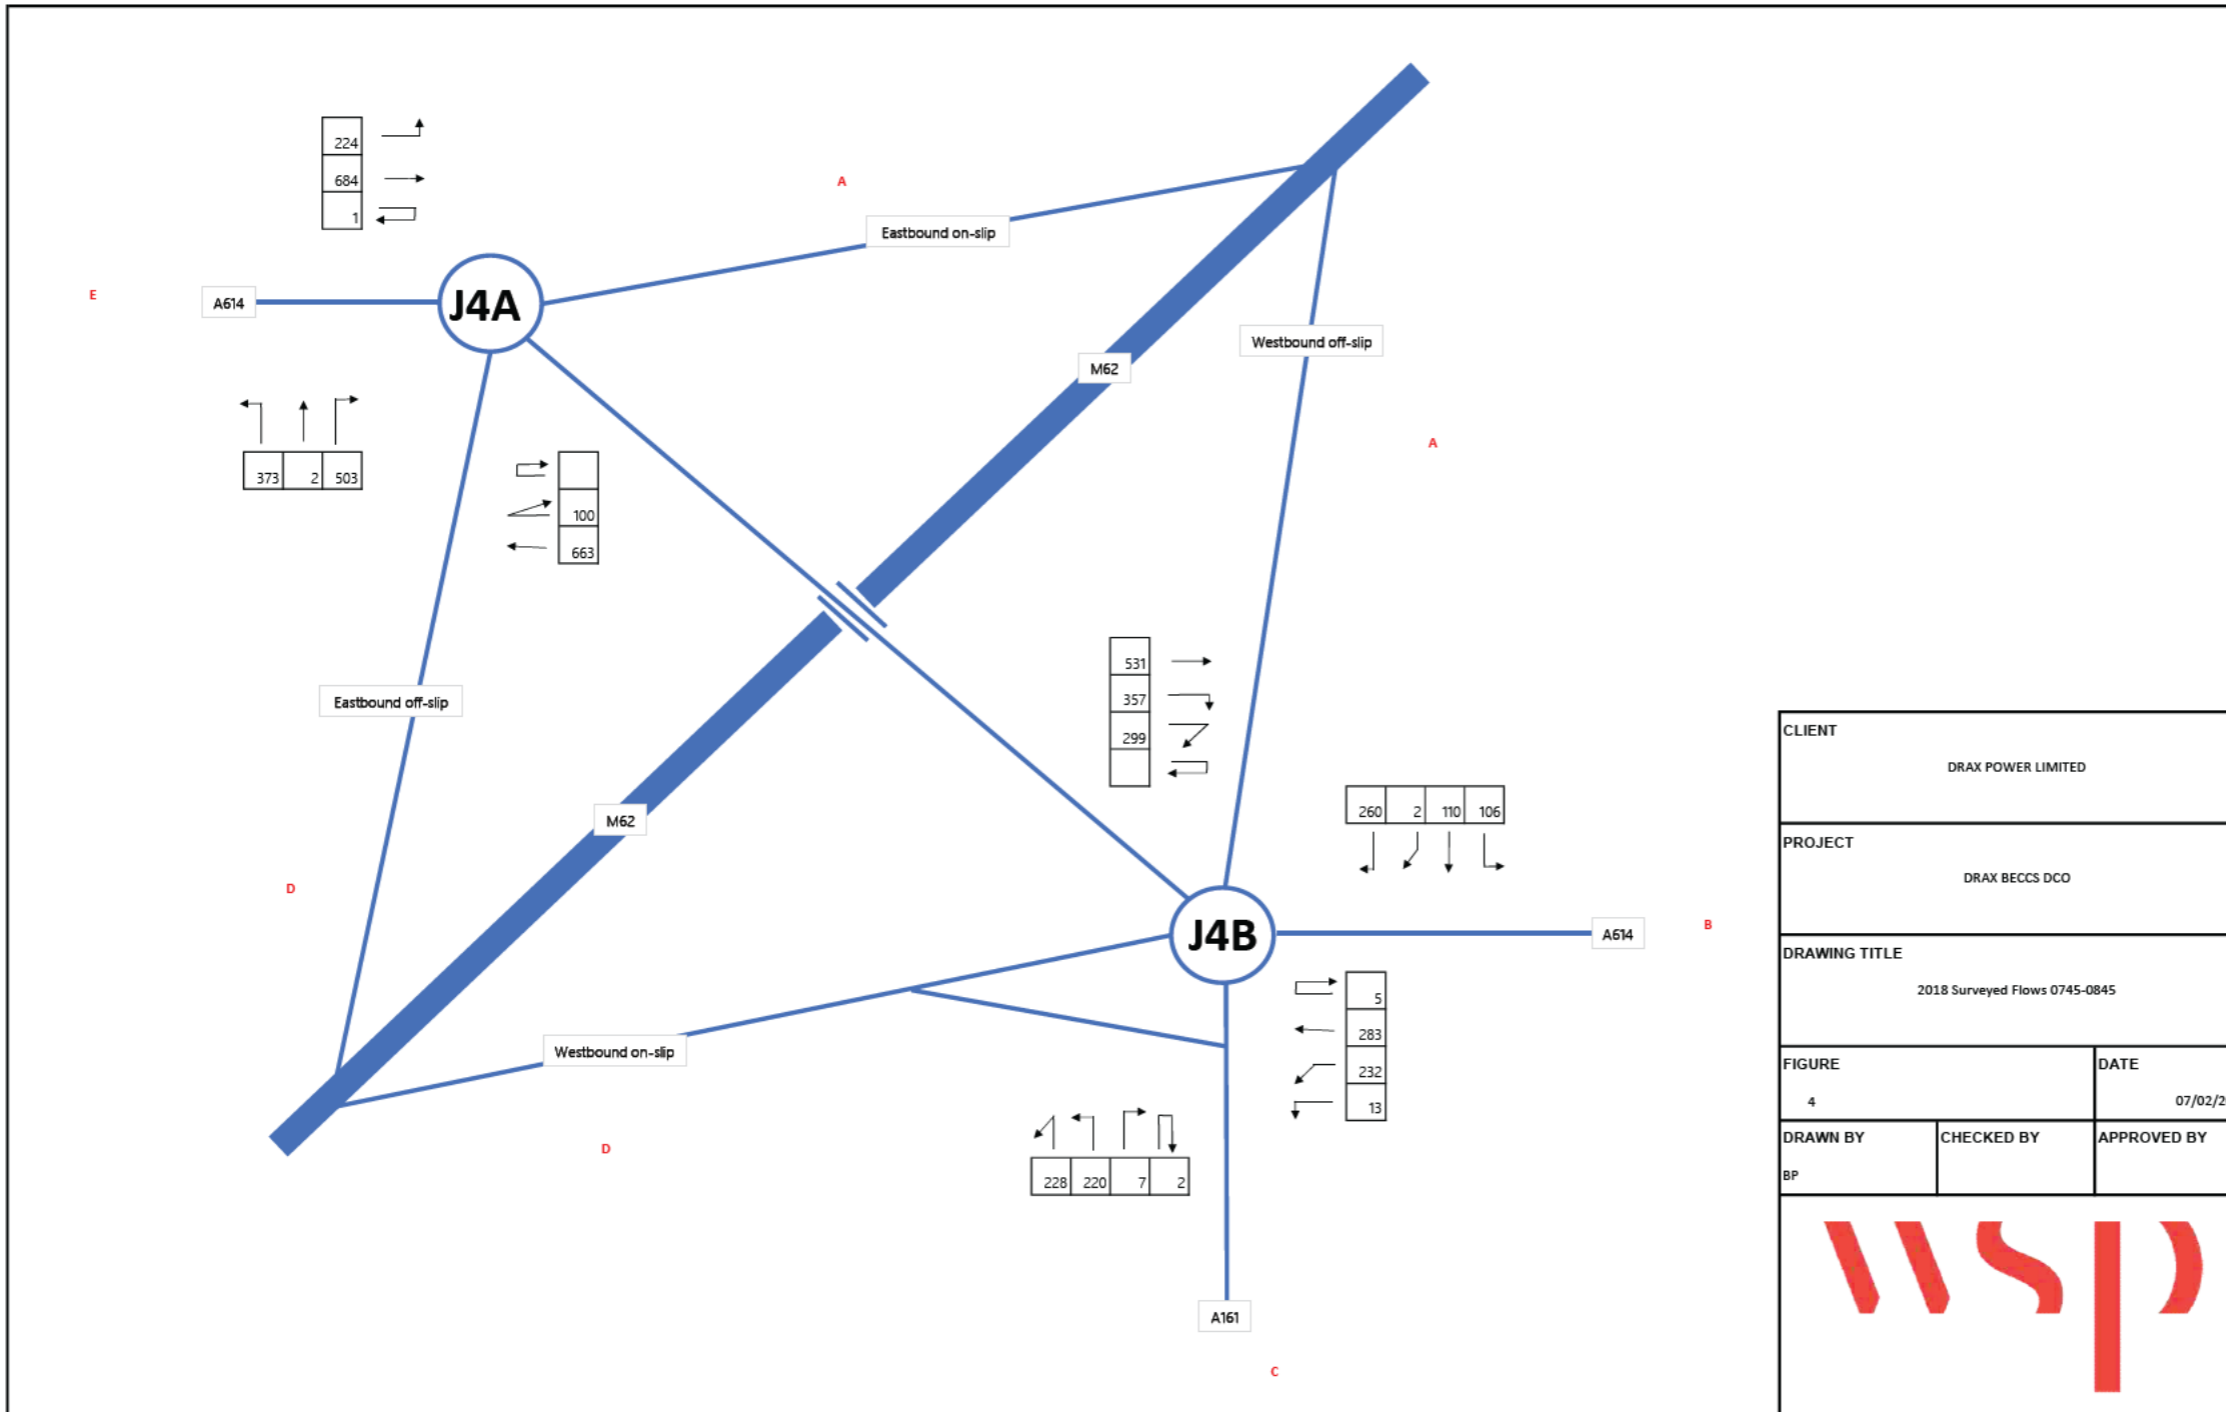 224
684
1
A
Eastbound on-slip
E
A614
J4A
Westbound off-slip
M62
A
373 2 503
100
663
531
357
299
Eastbound off-slip
M62
260 2 110 106
D
J4B
A614
B
5
283
232
13
Westbound on-slip
D
228 220 7 2
A161
C
CLIENT
DRAX POWER LIMITED
PROJECT
DRAX BECCS DCO
DRAWING TITLE
2018 Surveyed Flows 0745-0845
FIGURE DATE
4 07/02/2
DRAWN BY CHECKED BY APPROVED BY
BP
wsp